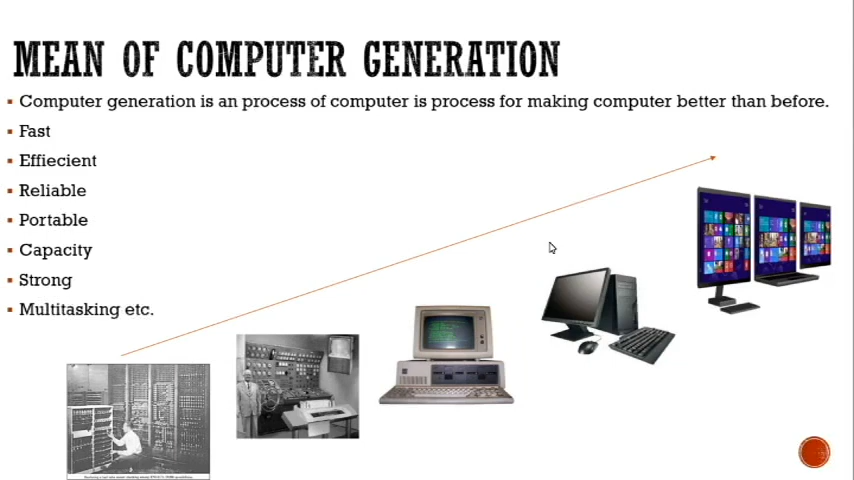 MEAN OF COMPUTER GENERATION
Computer generation is an process of computer is process for making computer better than before.
Fast
Effiecient
Reliable
Portable
Capacity
Strong
Multitasking etc.